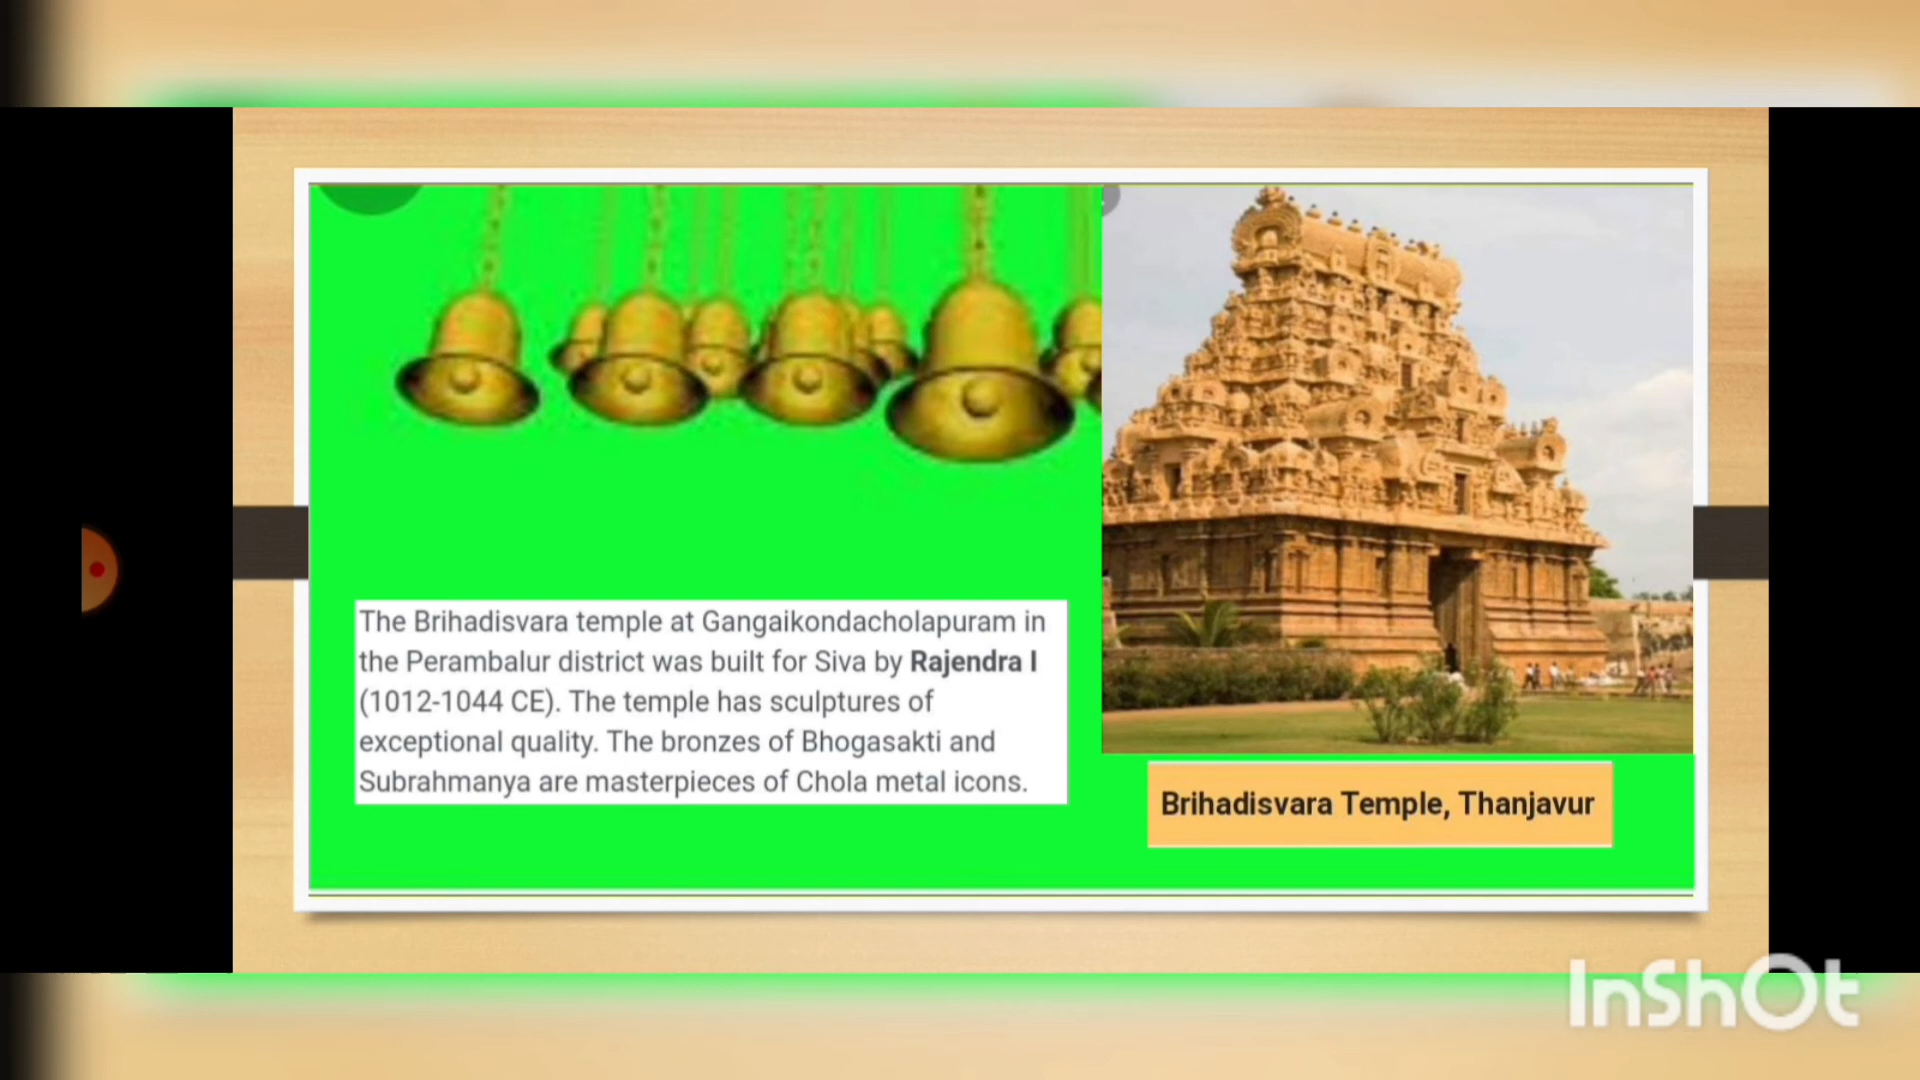 The Brihadisvara temple at Gangaikondacholapuram in
the Perambalur district was built for Siva by Rajendra I
(1012-1044 CE). The temple has sculptures of
exceptional quality. The bronzes of Bhogasakti and
Subrahmanya are masterpieces of Chola metal icons.
Brihadisvara Temple, Thanjavur
InShOt